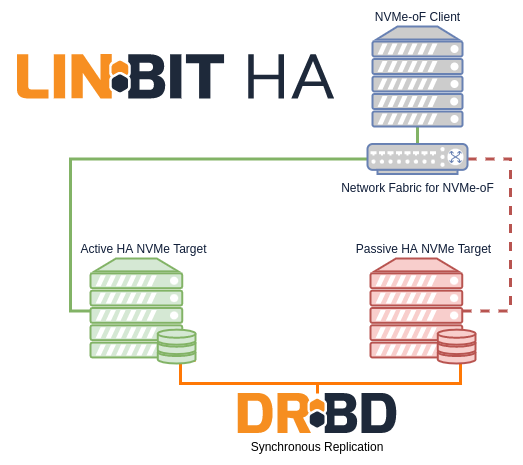 NVMe-oF Client
LINBIT HA
Network Fabric for NVMe-oF
Active HA NVMe Target
Passive HA NVMe Target
DRBD
Synchronous Replication